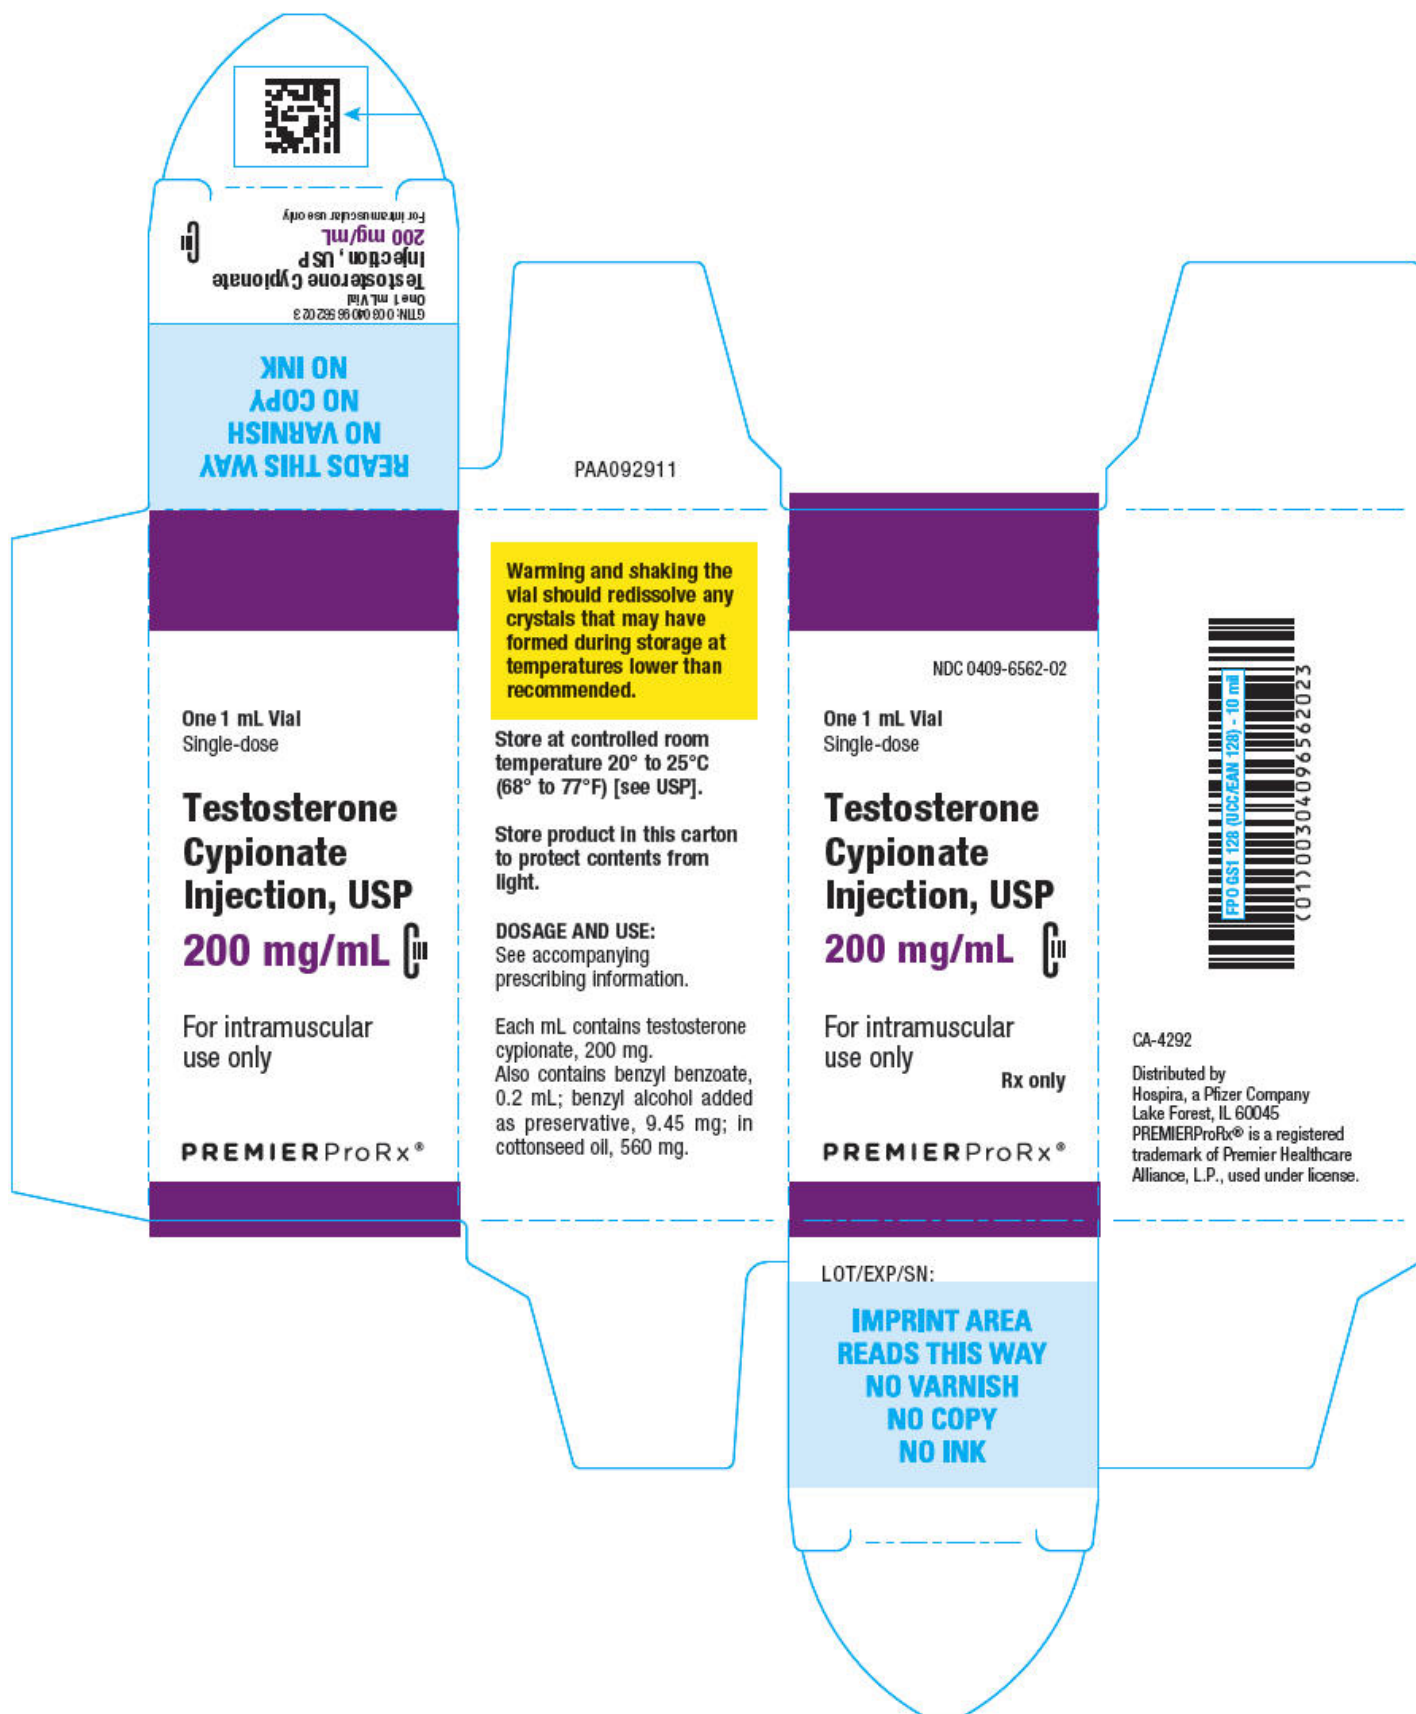 For intramuscular use only
200 mg/mL
Injection, USP
Testosterone Cypionate
One 1 mL Vial
GTIN: 0 03 040 96 562 02 3
CIII
READS THIS WAY
NO VARNISH
NO COPY
NO INK
One 1 mL Vial
Single-dose
Testosterone
Cypionate
Injection, USP
200 mg/mL CIII
For intramuscular
use only
PREMIERProRx®
PAA092911
Warming and shaking the
vial should redissolve any
crystals that may have
formed during storage at
temperatures lower than
recommended.
Store at controlled room
temperature 20° to 25°C
(68° to 77°F) [see USP].
Store product in this carton
to protect contents from
light.
DOSAGE AND USE:
See accompanying
prescribing information.
Each mL contains testosterone
cypionate, 200 mg.
Also contains benzyl benzoate,
0.2 mL; benzyl alcohol added
as preservative, 9.45 mg; in
cottonseed oil, 560 mg.
NDC 0409-6562-02
One 1 mL Vial
Single-dose
Testosterone
Cypionate
Injection, USP
200 mg/mL CIII
For intramuscular
use only
Rx only
PREMIERProRx®
LOT/EXP/SN:
IMPRINT AREA
READS THIS WAY
NO VARNISH
NO COPY
NO INK
FPO GS1 128 (UCC/EAN 128) - 10 mil
(01)00304096562023
CA-4292
Distributed by
Hospira, a Pfizer Company
Lake Forest, IL 60045
PREMIERProRx® is a registered
trademark of Premier Healthcare
Alliance, L.P., used under license.